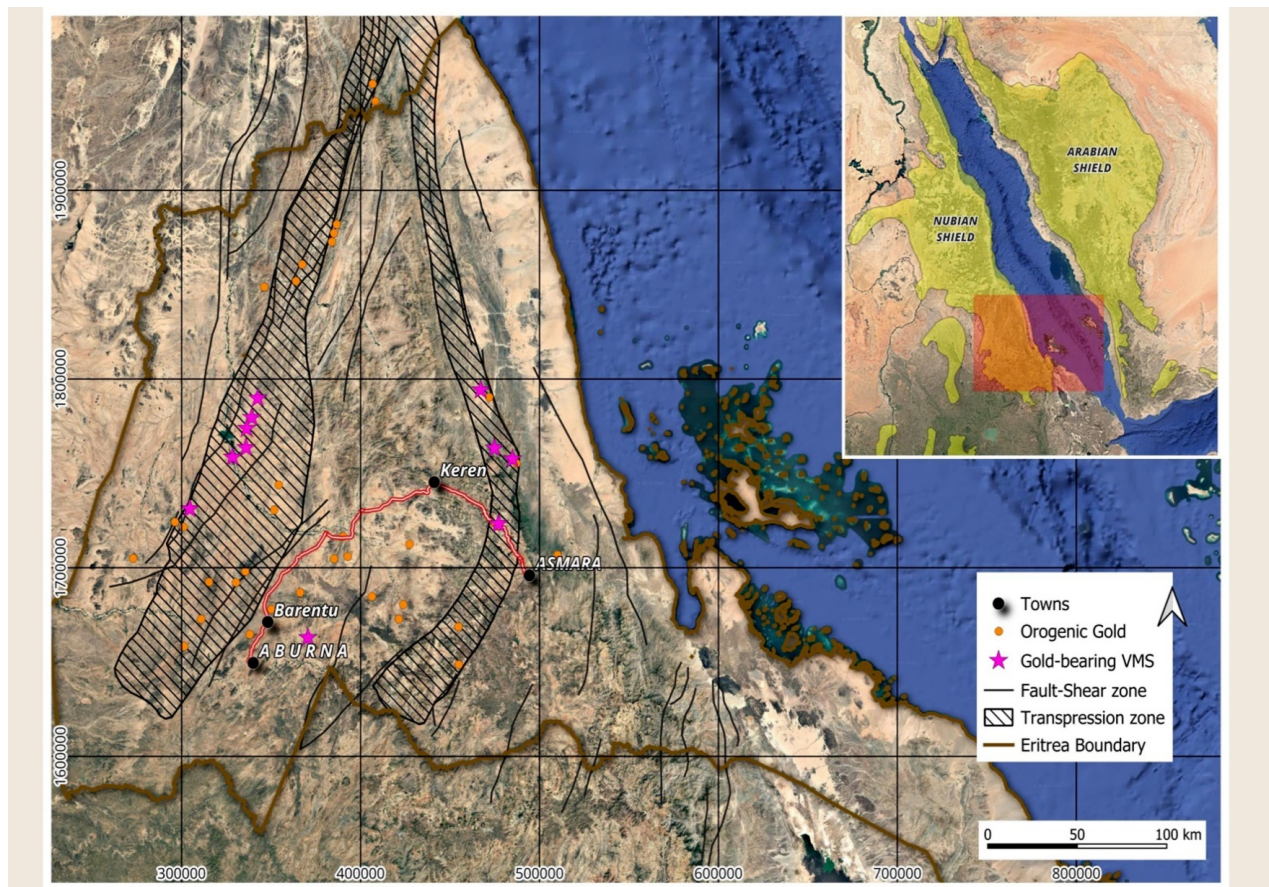 ARABIAN
SHIELD
NUBIAN
SHIELD
1900000
1800000
1700000
1600000
Keren
ASMARA
Barentu
ABURNA
Towns
Orogenic Gold
Gold-bearing VMS
Fault-Shear zone
Transpression zone
Eritrea Boundary
0 50 100 km
300000 400000 500000 600000 700000 800000